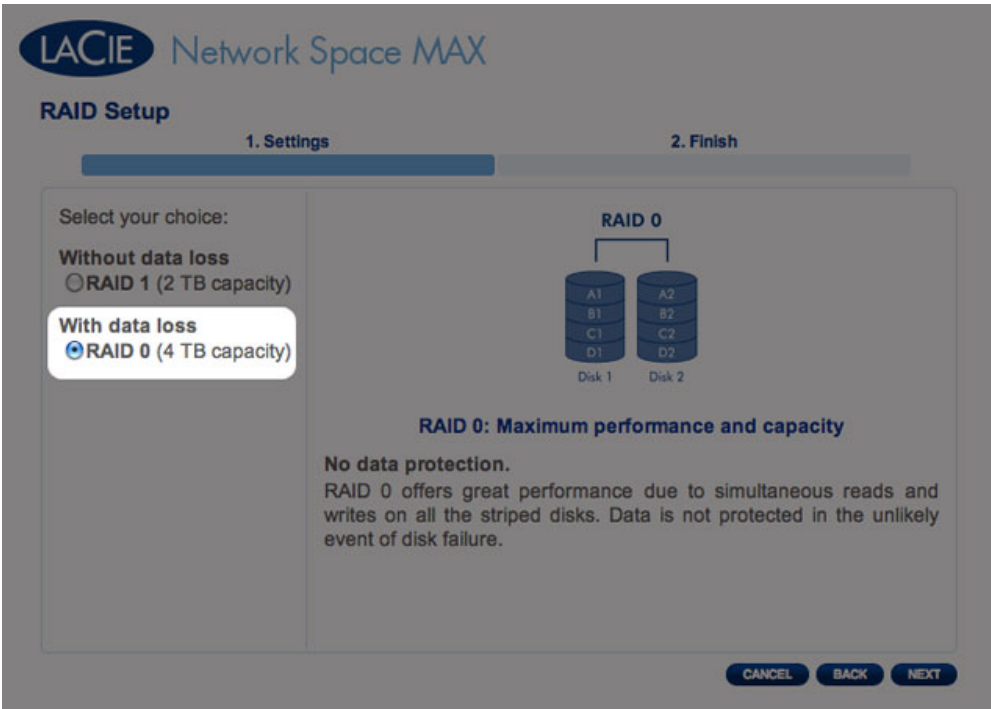 LACIE Network Space MAX
RAID Setup
1. Settings
2. Finish
Select your choice:
Without data loss
RAID 1 (2 TB capacity)
With data loss
RAID 0 (4 TB capacity)
RAID 0
A1 A2
B1 B2
C1 C2
D1 D2
Disk 1 Disk 2
RAID 0: Maximum performance and capacity
No data protection.
RAID 0 offers great performance due to simultaneous reads and
writes on all the striped disks. Data is not protected in the unlikely
event of disk failure.
CANCEL BACK NEXT